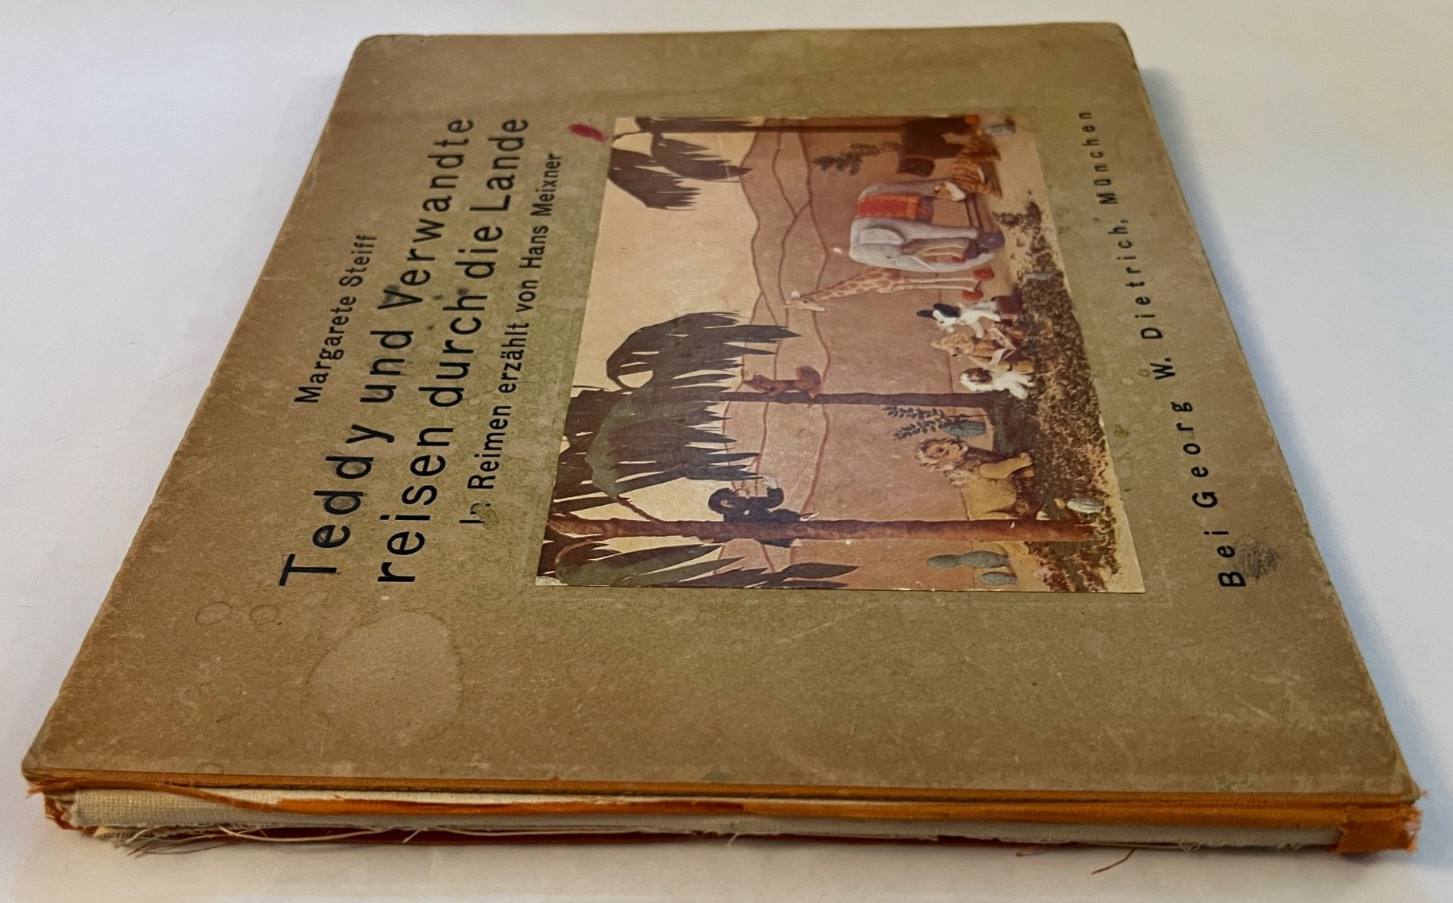 Margarete Steiff
Teddy und Verwandte
reisen durch die Lande
In Reimen erzählt von Hans Meixner
Bei Georg W. Dietrich, München